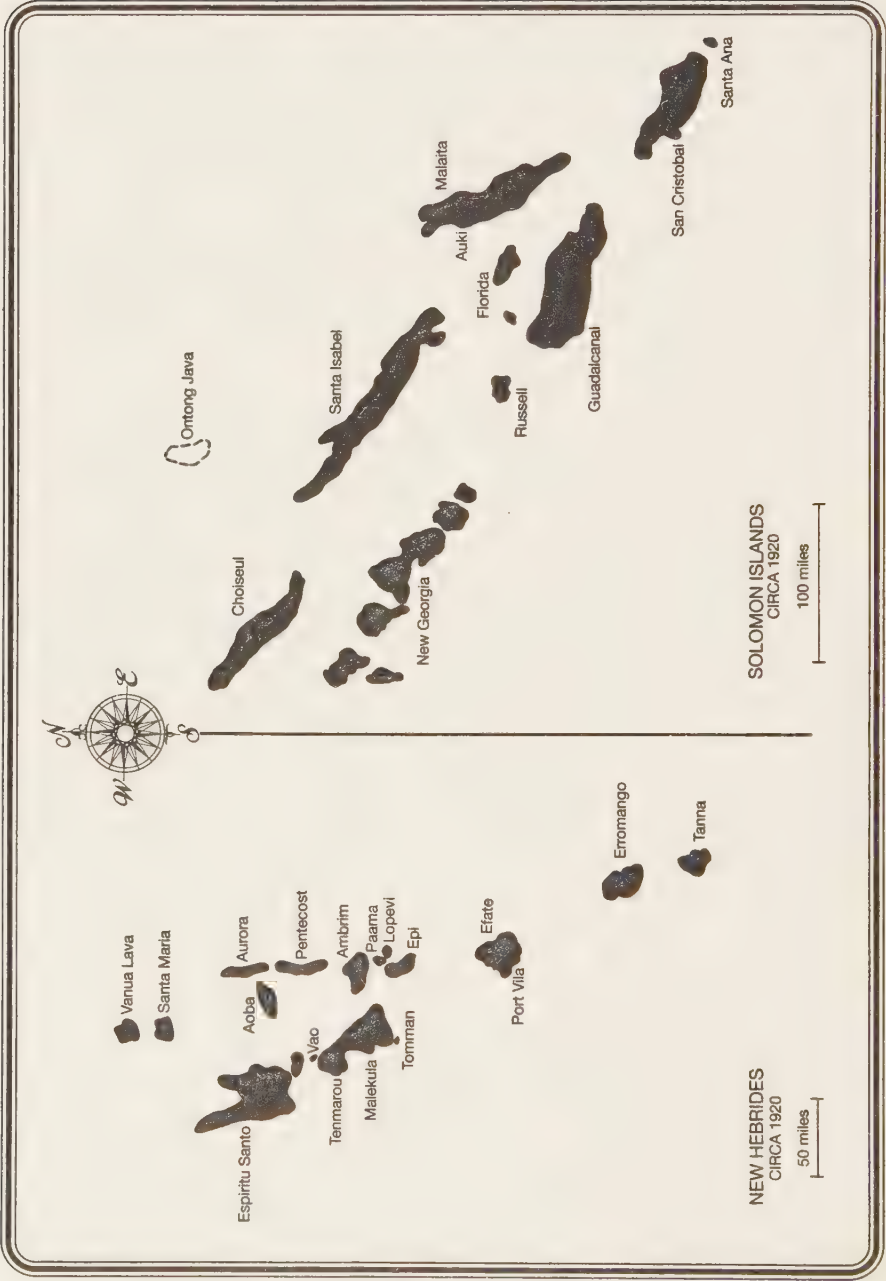 N
W
E
S
Vanua Lava
Santa Maria
Aurora
Aoba
Pentecost
Espiritu Santo
Vao
Ambrim
Tenmarou
Paama
Lopevi
Malekula
Epi
Tomman
Efate
Port Vila
Erromango
Tanna
NEW HEBRIDES
CIRCA 1920
50 miles
Ontong Java
Choiseul
Santa Isabel
New Georgia
Malaita
Auki
Florida
Russell
Guadalcanal
San Cristobal
Santa Ana
SOLOMON ISLANDS
CIRCA 1920
100 miles